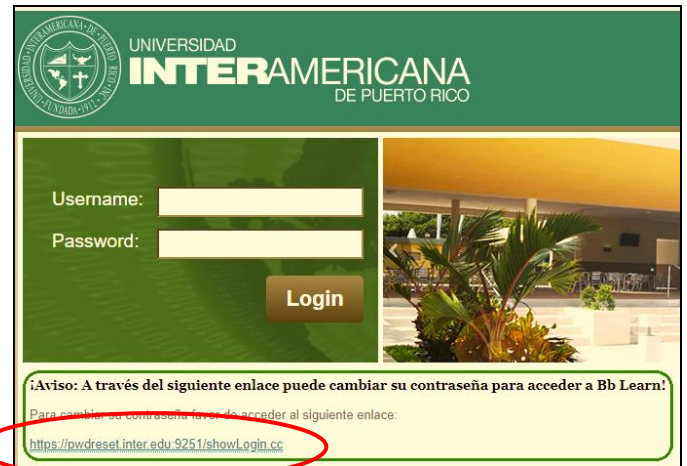 UNIVERSIDAD
INTERAMERICANA
DE PUERTO RICO
Username:
Password:
Login
¡Aviso: A través del siguiente enlace puede cambiar su contraseña para acceder a Bb Learn!
Para cambiar su contraseña favor de acceder al siguiente enlace:
https://pwdreset.inter.edu:9251/showLogin.cc